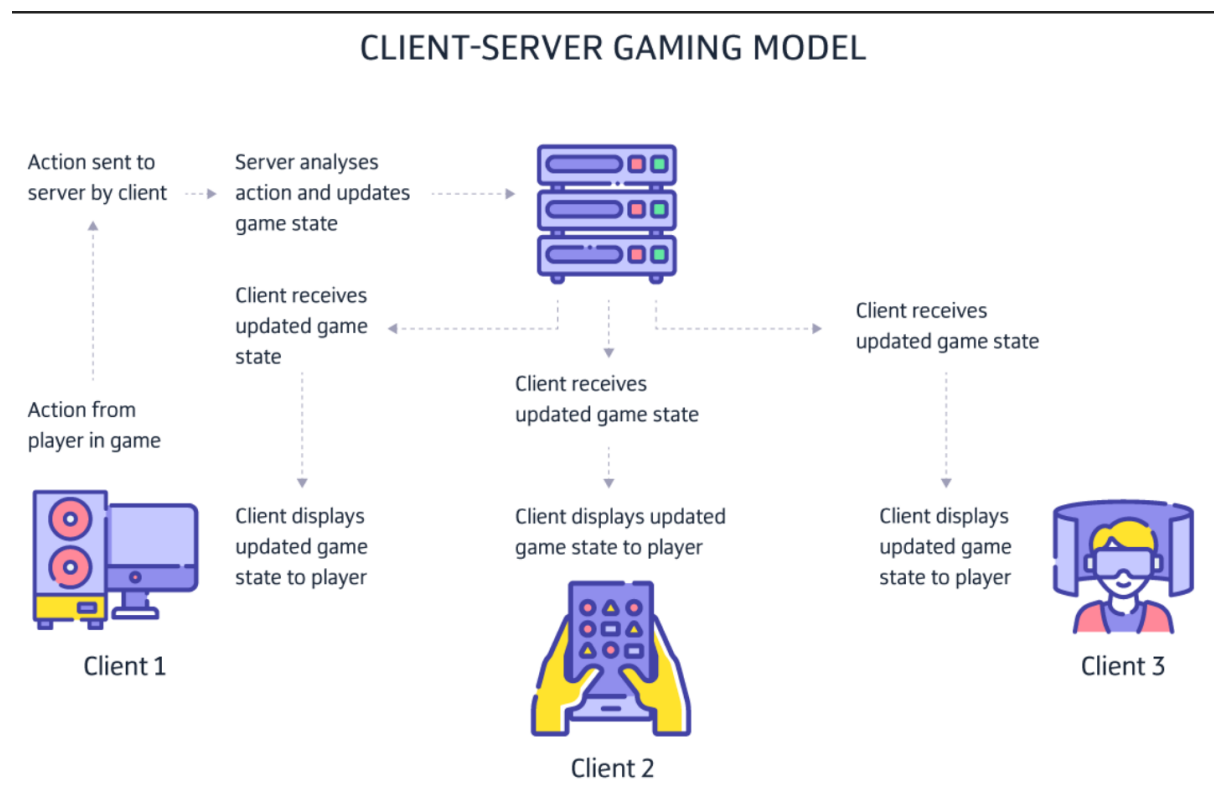 CLIENT-SERVER GAMING MODEL
Action sent to
server by client
Server analyses
action and updates
game state
Client receives
updated game
state
Client receives
updated game state
Client receives
updated game state
Action from
player in game
Client displays
updated game
state to player
Client displays updated
game state to player
Client displays
updated game
state to player
Client 1
Client 2
Client 3